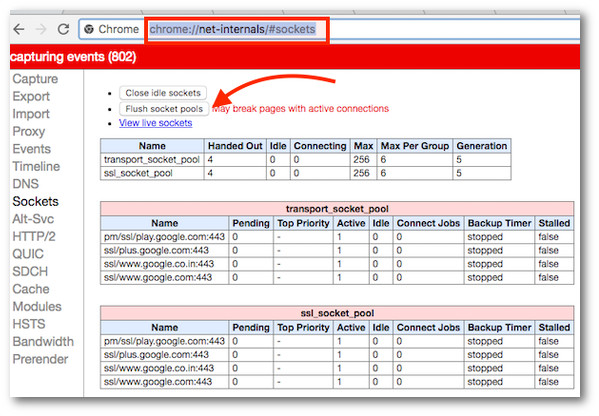 Chrome chrome://net-internals/#sockets
capturing events (802)
Capture
Export
Import
Proxy
Events
Timeline
DNS
Sockets
Alt-Svc
HTTP/2
QUIC
SDCH
Cache
Modules
HSTS
Bandwidth
Prerender
Close idle sockets
Flush socket pools May break pages with active connections
View live sockets
Name Handed Out Idle Connecting Max Max Per Group Generation
transport_socket_pool 4 0 0 256 6 5
ssl_socket_pool 4 0 0 256 6 5
transport_socket_pool
Name Pending Top Priority Active Idle Connect Jobs Backup Timer Stalled
pm/ssl/play.google.com:443 0 - 1 0 0 stopped false
ssl/plus.google.com:443 0 - 1 0 0 stopped false
ssl/www.google.co.in:443 0 - 1 0 0 stopped false
ssl/www.google.com:443 0 - 1 0 0 stopped false
ssl_socket_pool
Name Pending Top Priority Active Idle Connect Jobs Backup Timer Stalled
pm/ssl/play.google.com:443 0 - 1 0 0 stopped false
ssl/plus.google.com:443 0 - 1 0 0 stopped false
ssl/www.google.co.in:443 0 - 1 0 0 stopped false
ssl/www.google.com:443 0 - 1 0 0 stopped false